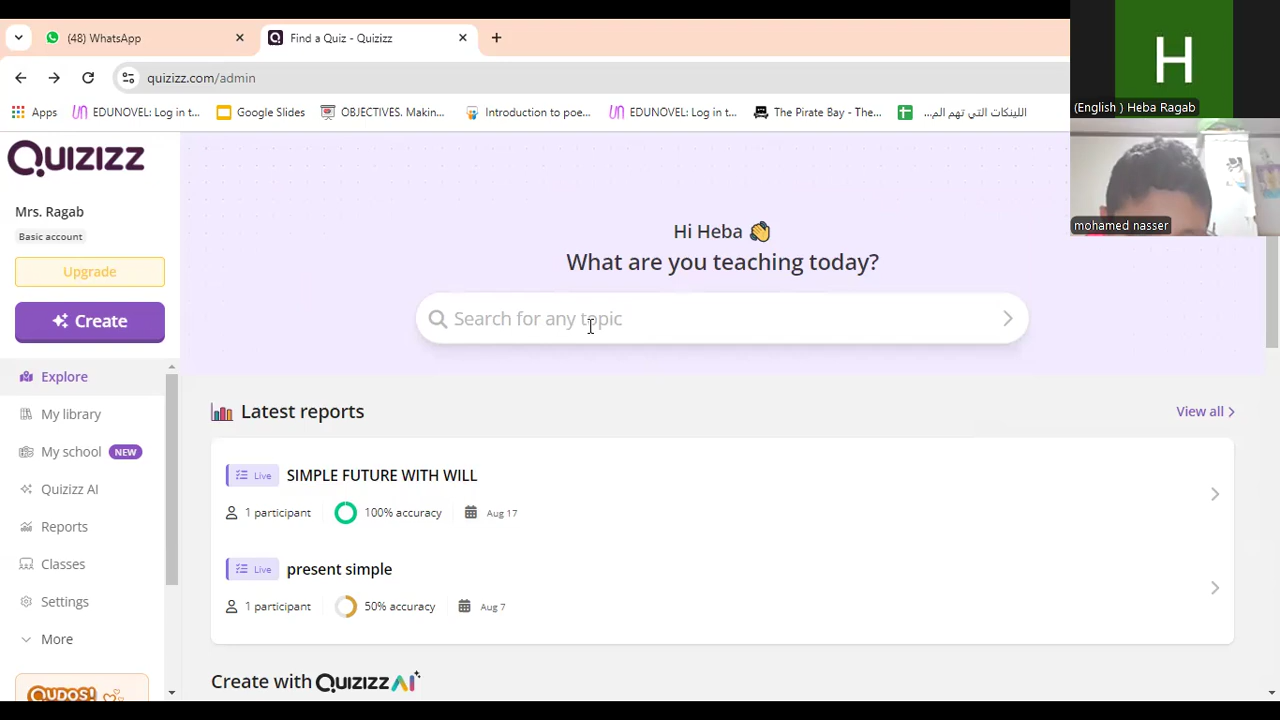 (48) WhatsApp
Find a Quiz - Quizizz
quizizz.com/admin
Apps
EDUNOVEL: Log in t...
Google Slides
OBJECTIVES. Makin...
Introduction to poe...
EDUNOVEL: Log in t...
The Pirate Bay - The...
اللينكات التي تهم الم...
H
(English ) Heba Ragab
mohamed nasser
QUIZIZZ
Mrs. Ragab
Basic account
Upgrade
Create
Explore
My library
My school NEW
Quizizz AI
Reports
Classes
Settings
More
QUDOS!
Hi Heba
What are you teaching today?
Search for any topic
Latest reports
View all
Live SIMPLE FUTURE WITH WILL
1 participant 100% accuracy Aug 17
Live present simple
1 participant 50% accuracy Aug 7
Create with QUIZIZZ AI